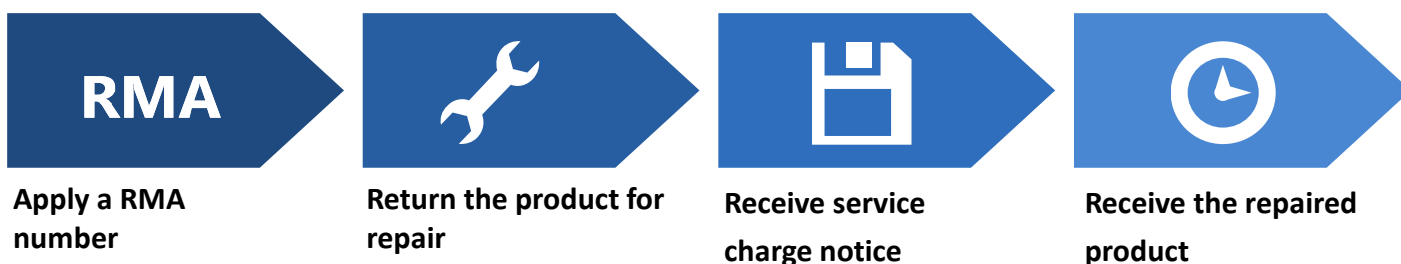 RMA
Apply a RMA
number
Return the product for
repair
Receive service
charge notice
Receive the repaired
product